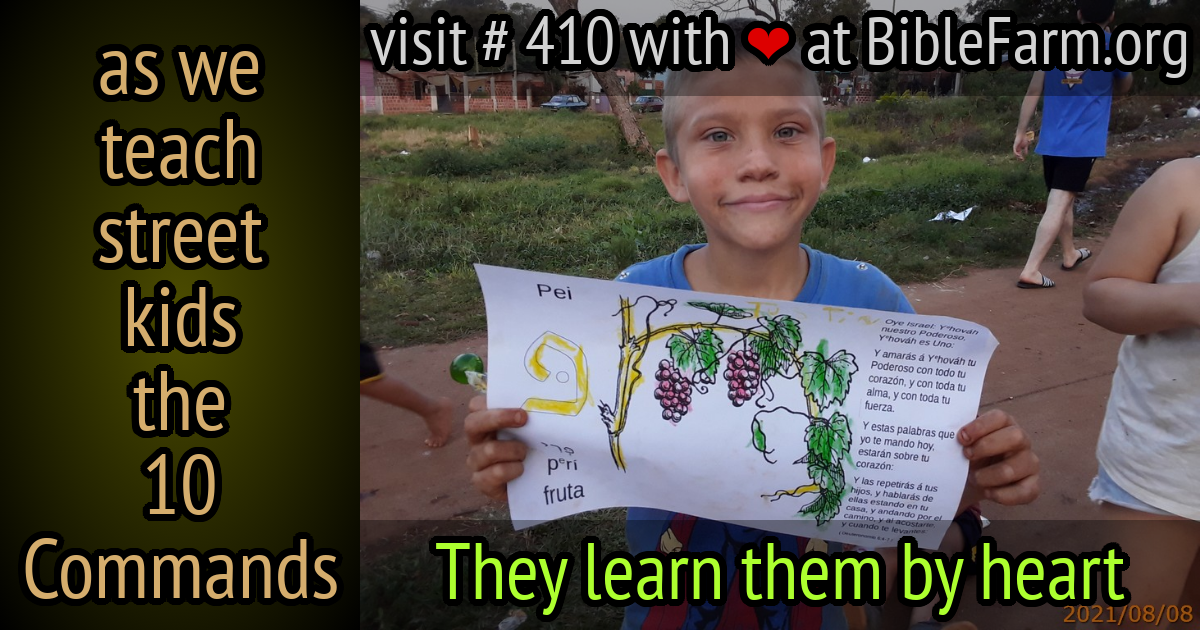 as we
teach
street
kids
the
10
Commands
visit # 410 with ❤ at BibleFarm.org
Pei
פ
פרי
pᵉri
fruta
Oye Israel: Y°hováh
nuestro Poderoso,
Y°hováh es Uno:
Y amarás á Y°hováh tu
Poderoso con todo tu
corazón, y con toda tu
alma, y con toda tu
fuerza.
Y estas palabras que
yo te mando hoy,
estarán sobre tu
corazón:
Y las repetirás á tus
hijos, y hablarás de
ellas estando en tu
casa, y andando por el
camino, y al acostarte,
y cuando te levantes:
They learn them by heart
2021/08/08